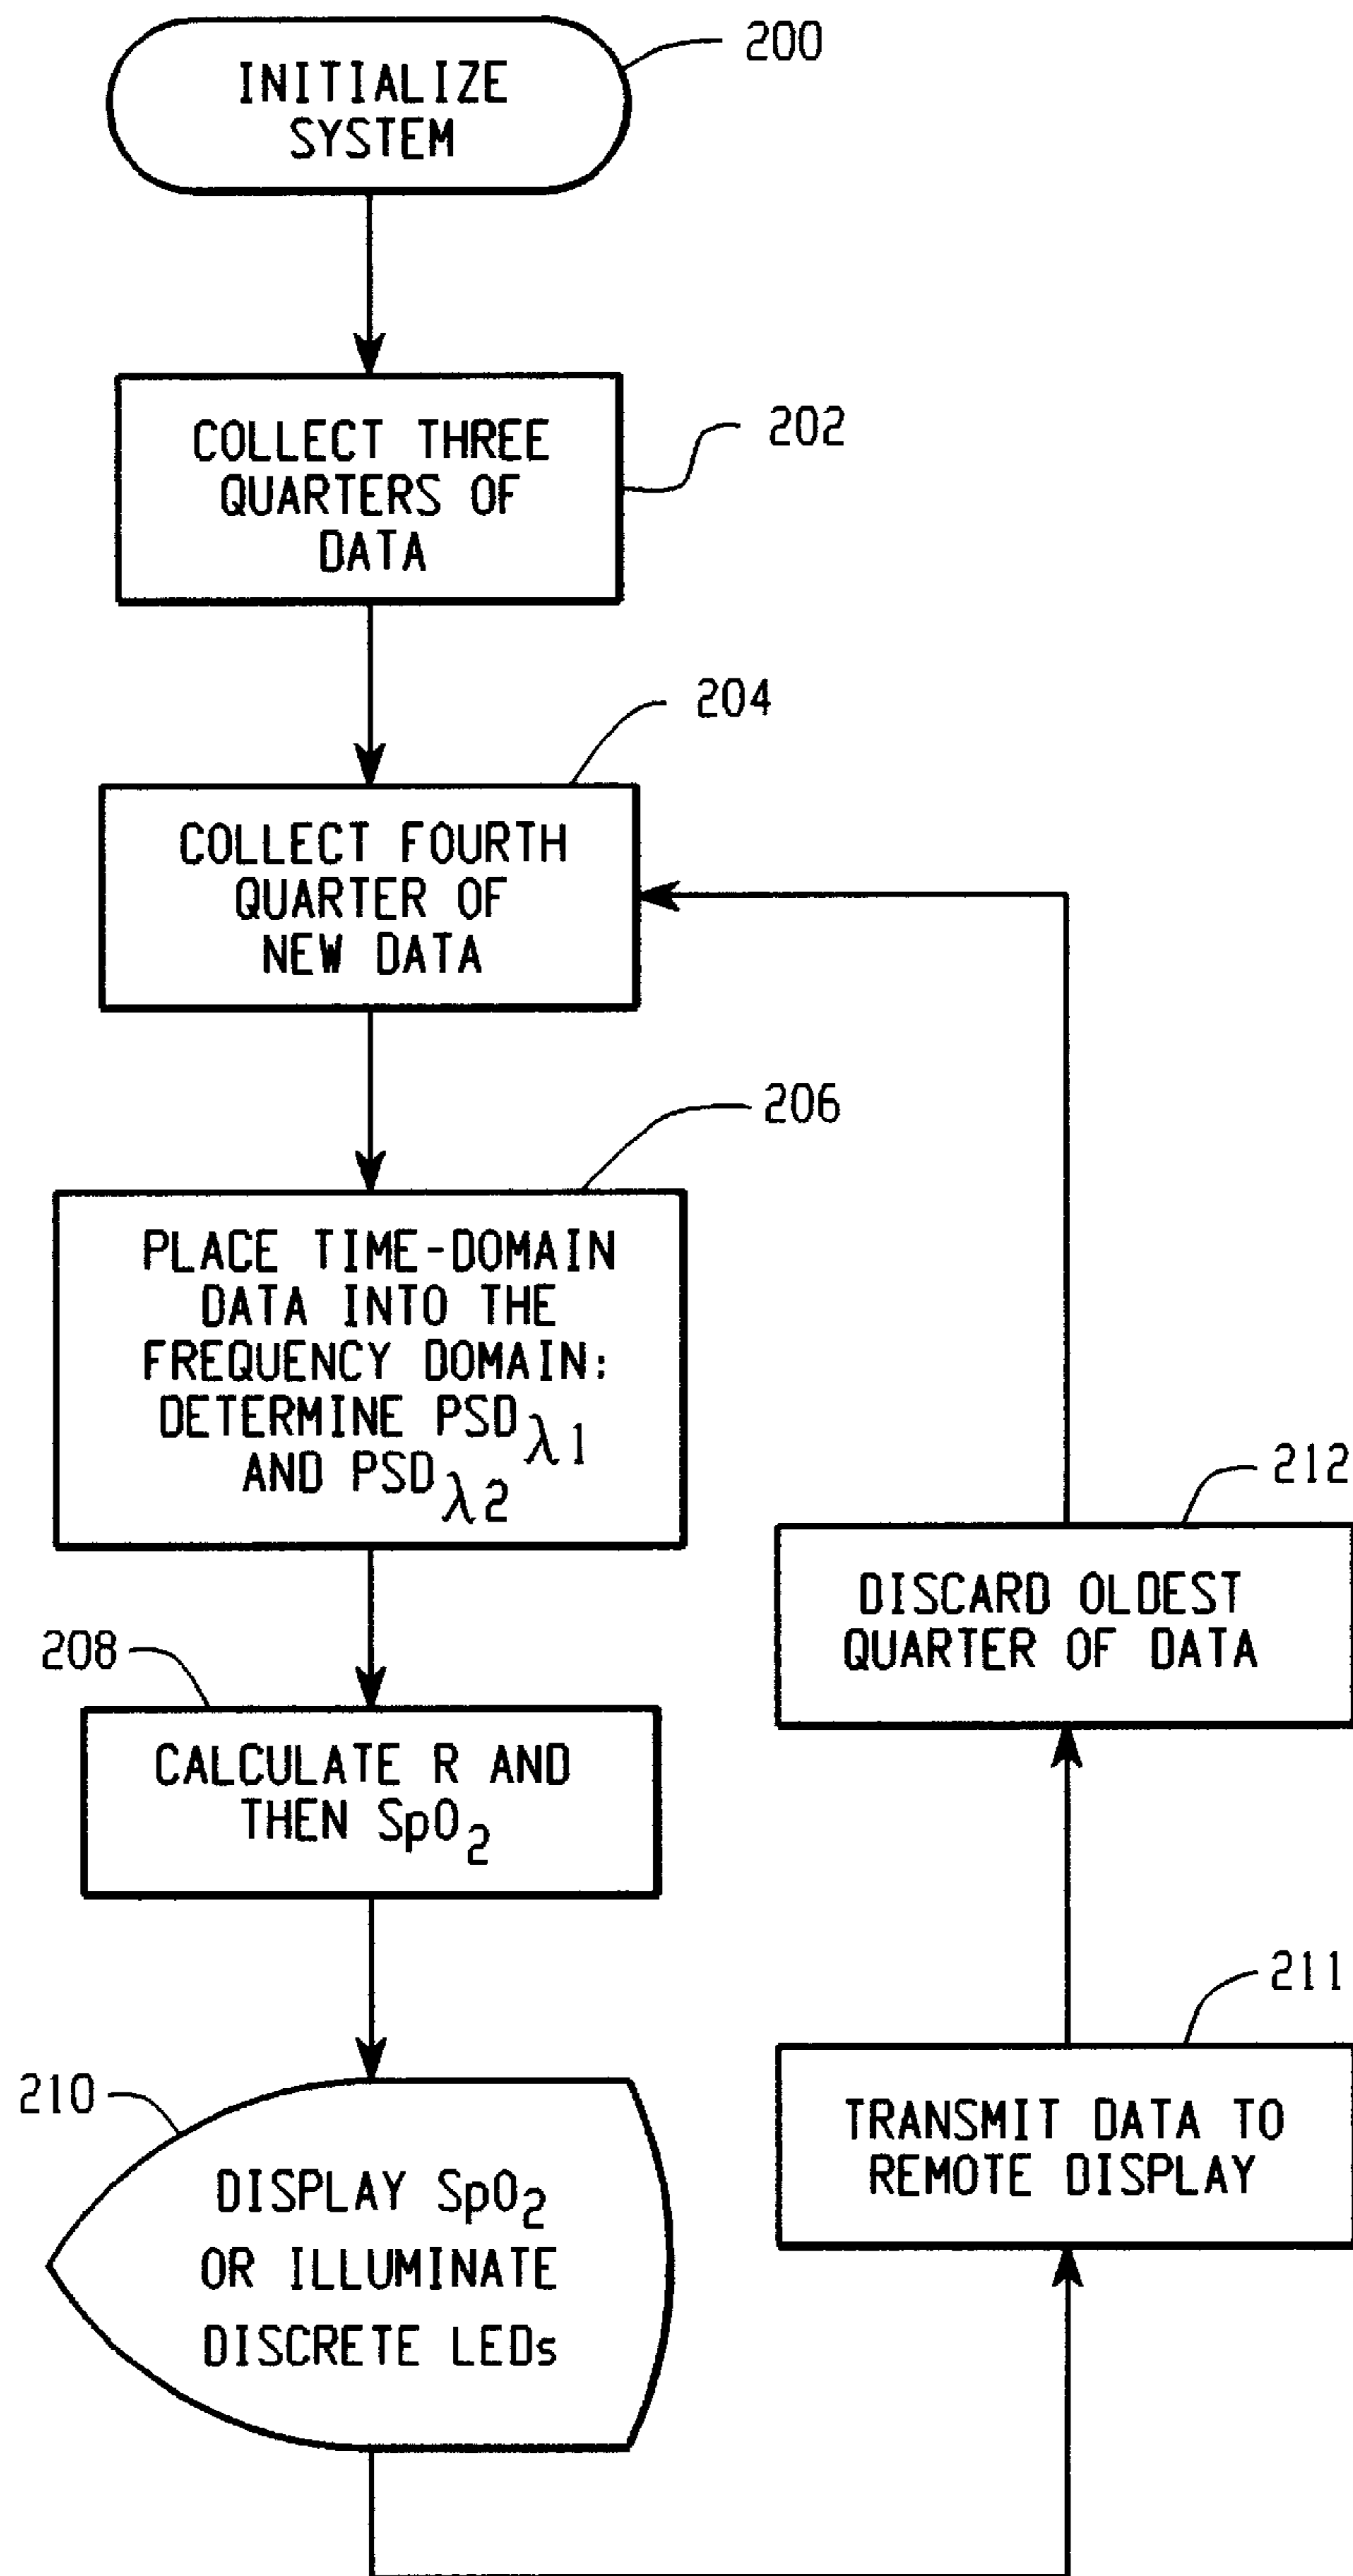 200
INITIALIZE
SYSTEM
202
COLLECT THREE
QUARTERS OF
DATA
204
COLLECT FOURTH
QUARTER OF
NEW DATA
206
PLACE TIME-DOMAIN
DATA INTO THE
FREQUENCY DOMAIN:
DETERMINE PSDλ1
AND PSDλ2
208
CALCULATE R AND
THEN SpO2
210
DISPLAY SpO2
OR ILLUMINATE
DISCRETE LEDs
211
TRANSMIT DATA TO
REMOTE DISPLAY
212
DISCARD OLDEST
QUARTER OF DATA